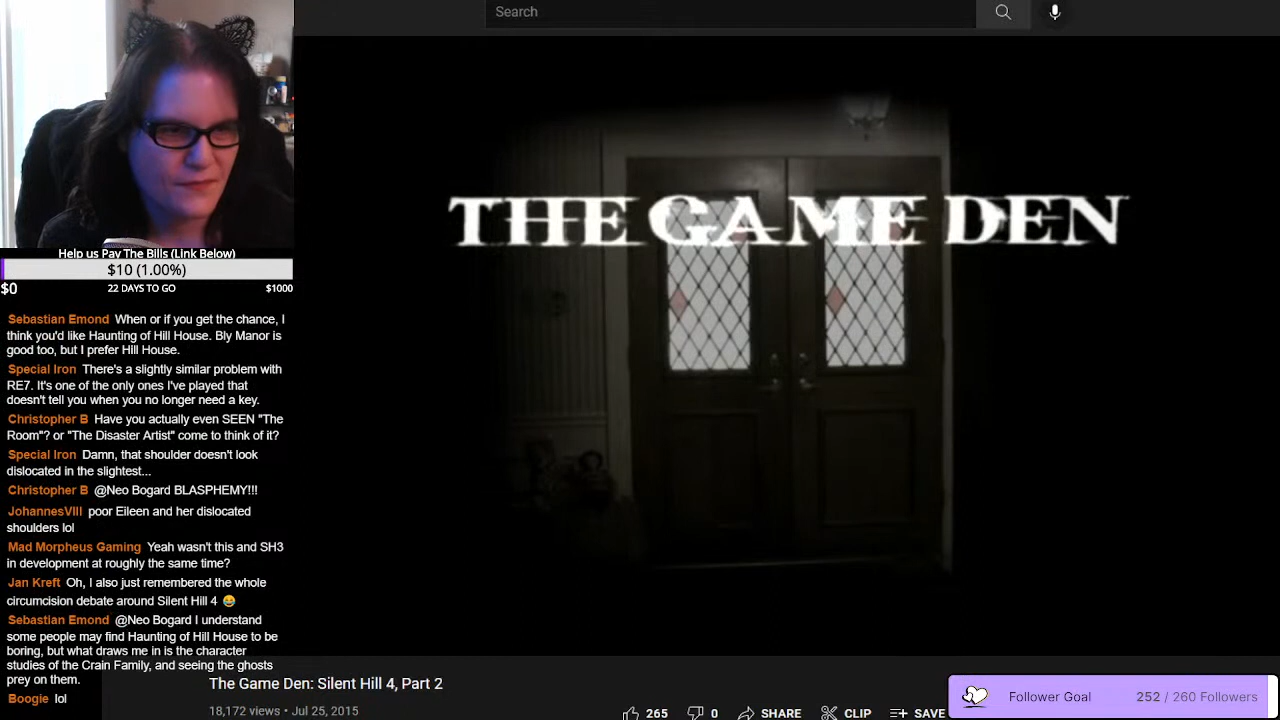 Search
THE GAME DEN
Help us Pay The Bills (Link Below)
$10 (1.00%)
$0 22 DAYS TO GO $1000
Sebastian Emond When or if you get the chance, I
think you'd like Haunting of Hill House. Bly Manor is
good too, but I prefer Hill House.
Special Iron There's a slightly similar problem with
RE7. It's one of the only ones I've played that
doesn't tell you when you no longer need a key.
Christopher B Have you actually even SEEN "The
Room"? or "The Disaster Artist" come to think of it?
Special Iron Damn, that shoulder doesn't look
dislocated in the slightest...
Christopher B @Neo Bogard BLASPHEMY!!!
JohannesVIII poor Eileen and her dislocated
shoulders lol
Mad Morpheus Gaming Yeah wasn't this and SH3
in development at roughly the same time?
Jan Kreft Oh, I also just remembered the whole
circumcision debate around Silent Hill 4 😂
Sebastian Emond @Neo Bogard I understand
some people may find Haunting of Hill House to be
boring, but what draws me in is the character
studies of the Crain Family, and seeing the ghosts
prey on them.
Boogie lol
The Game Den: Silent Hill 4, Part 2
18,172 views • Jul 25, 2015
265 0 SHARE CLIP SAVE
Follower Goal 252 / 260 Followers